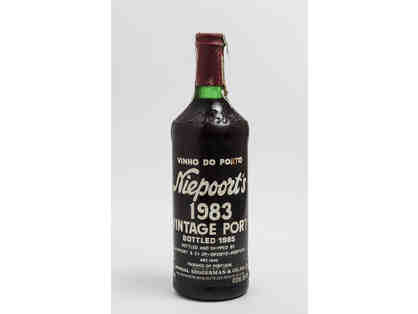 VINHO DO PORTO
Niepoort's
1983
VINTAGE PORT
BOTTLED 1985
BOTTLED AND SHIPPED BY
PRODUCE OF PORTUGAL